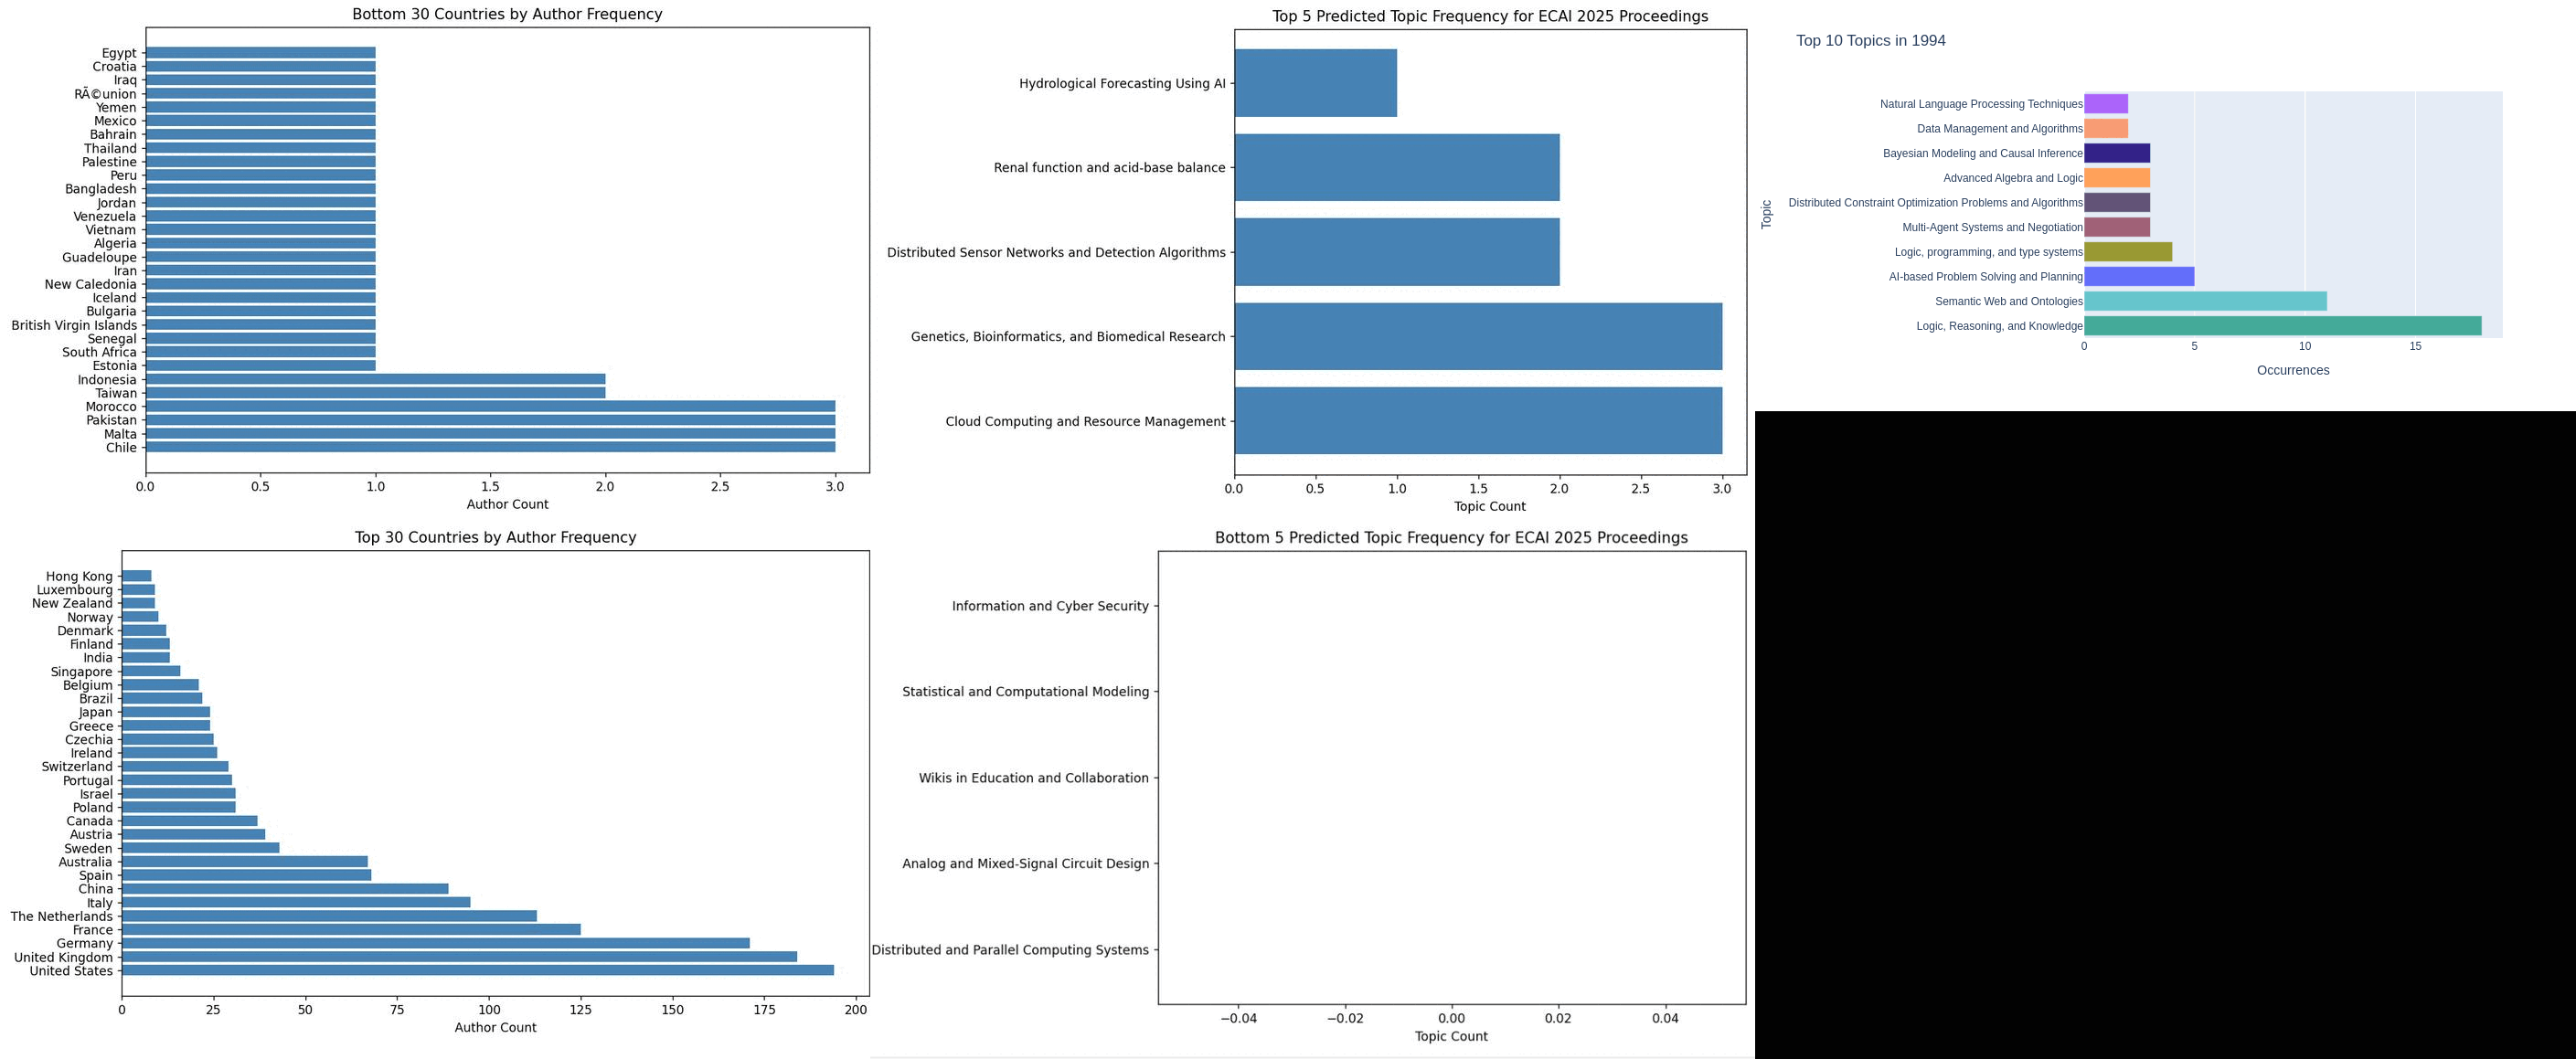 Bottom 30 Countries by Author Frequency
Egypt
Croatia
Iraq
RÃ©union
Yemen
Mexico
Bahrain
Thailand
Palestine
Peru
Bangladesh
Jordan
Venezuela
Vietnam
Algeria
Guadeloupe
Iran
New Caledonia
Iceland
Bulgaria
British Virgin Islands
Senegal
South Africa
Estonia
Indonesia
Taiwan
Morocco
Pakistan
Malta
Chile
0.0 0.5 1.0 1.5 2.0 2.5 3.0
Author Count
Top 5 Predicted Topic Frequency for ECAI 2025 Proceedings
Hydrological Forecasting Using AI
Renal function and acid-base balance
Distributed Sensor Networks and Detection Algorithms
Genetics, Bioinformatics, and Biomedical Research
Cloud Computing and Resource Management
0.0 0.5 1.0 1.5 2.0 2.5 3.0
Topic Count
Top 10 Topics in 1994
Topic
Natural Language Processing Techniques
Data Management and Algorithms
Bayesian Modeling and Causal Inference
Advanced Algebra and Logic
Distributed Constraint Optimization Problems and Algorithms
Multi-Agent Systems and Negotiation
Logic, programming, and type systems
AI-based Problem Solving and Planning
Semantic Web and Ontologies
Logic, Reasoning, and Knowledge
0 5 10 15
Occurrences
Top 30 Countries by Author Frequency
Hong Kong
Luxembourg
New Zealand
Norway
Denmark
Finland
India
Singapore
Belgium
Brazil
Japan
Greece
Czechia
Ireland
Switzerland
Portugal
Israel
Poland
Canada
Austria
Sweden
Australia
Spain
China
Italy
The Netherlands
France
Germany
United Kingdom
United States
0 25 50 75 100 125 150 175 200
Author Count
Bottom 5 Predicted Topic Frequency for ECAI 2025 Proceedings
Information and Cyber Security
Statistical and Computational Modeling
Wikis in Education and Collaboration
Analog and Mixed-Signal Circuit Design
Distributed and Parallel Computing Systems
−0.04 −0.02 0.00 0.02 0.04
Topic Count